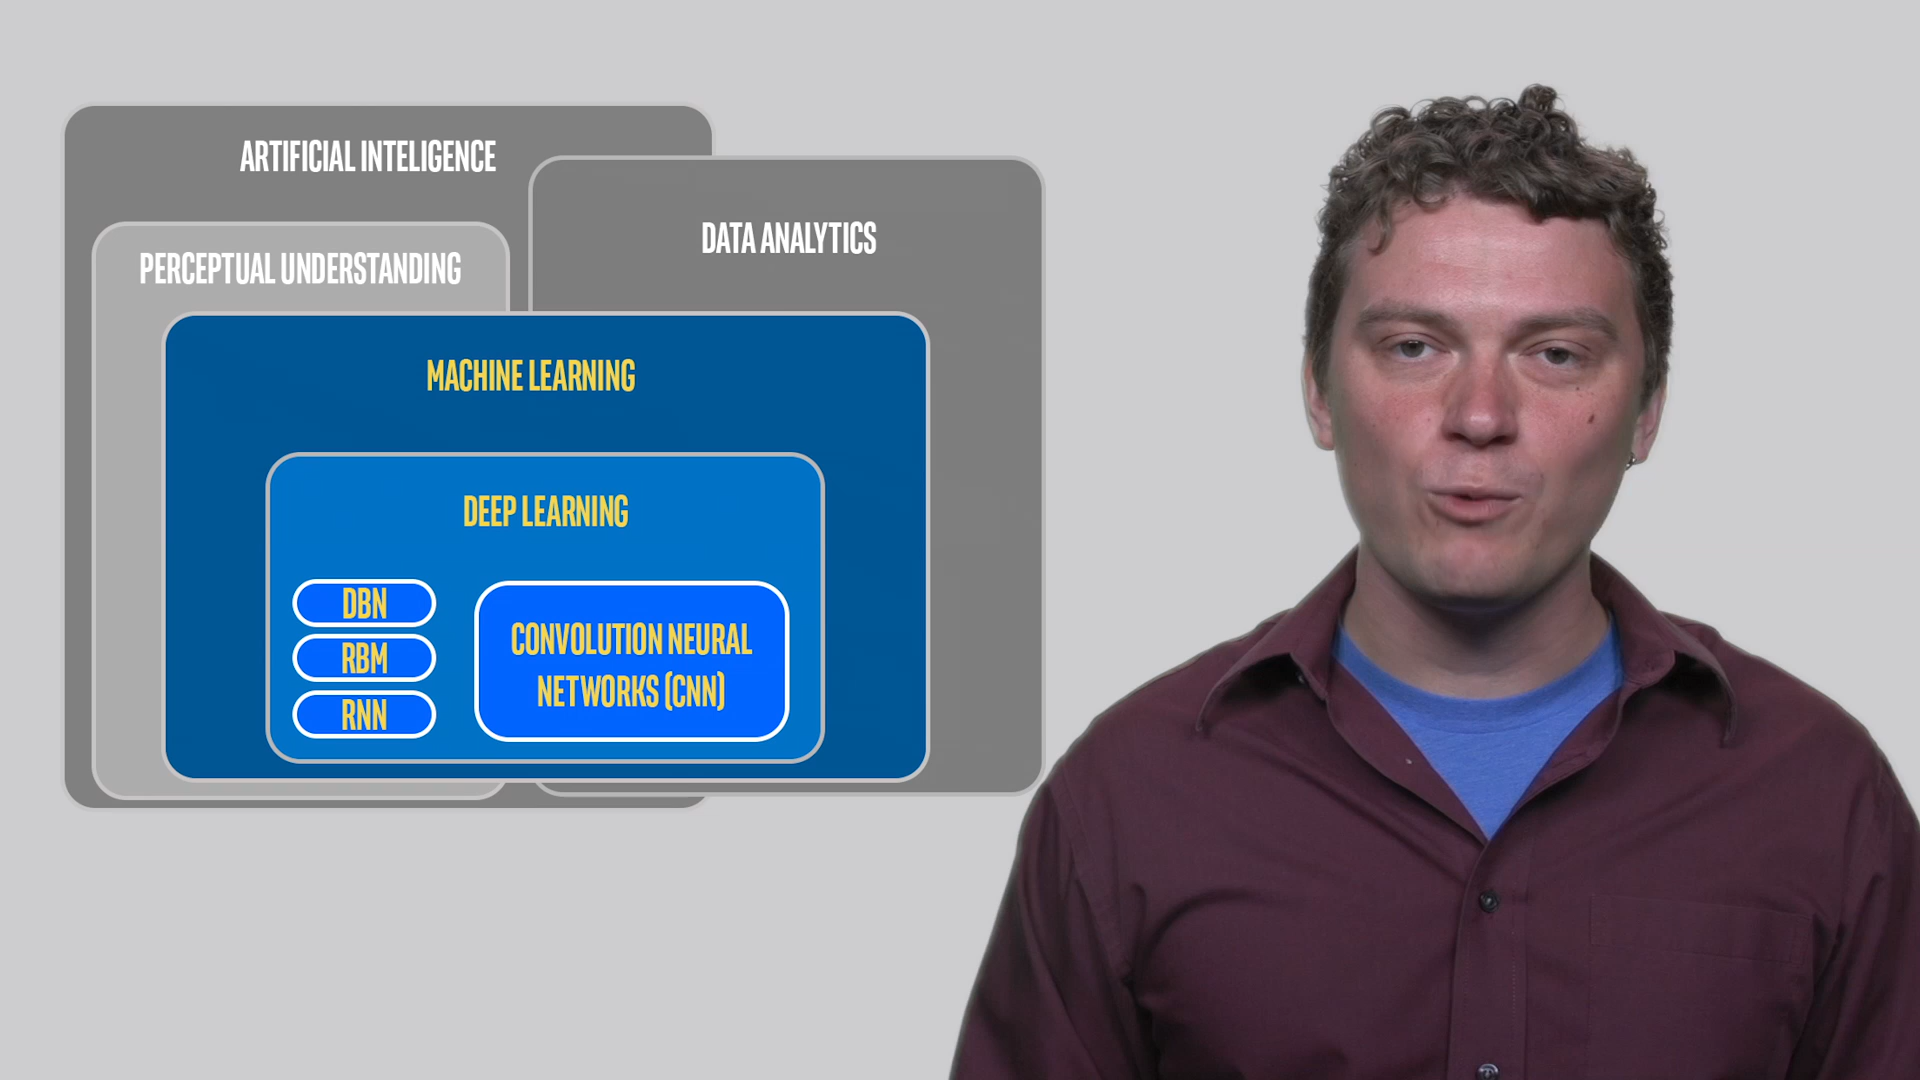 ARTIFICIAL INTELIGENCE
DATA ANALYTICS
PERCEPTUAL UNDERSTANDING
MACHINE LEARNING
DEEP LEARNING
DBN
RBM
RNN
CONVOLUTION NEURAL
NETWORKS (CNN)